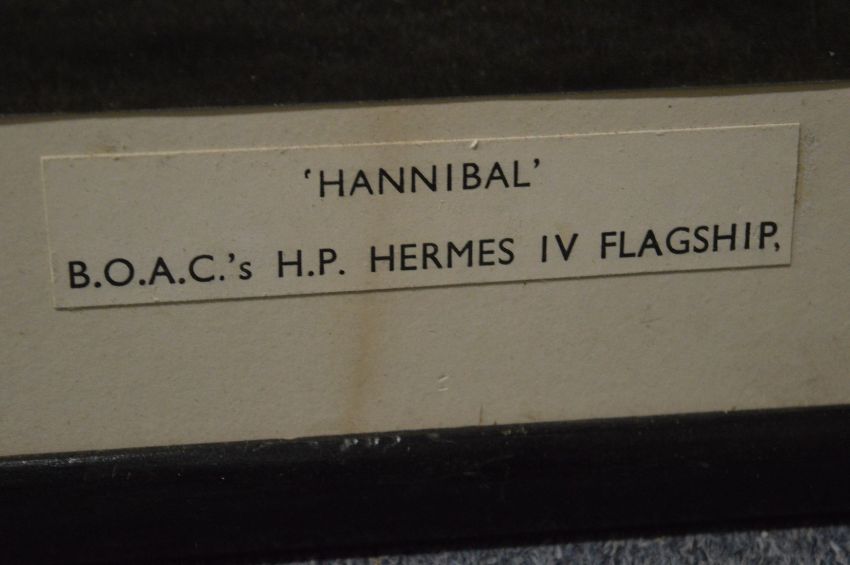 ‘HANNIBAL’
B.O.A.C.’s H.P. HERMES IV FLAGSHIP,